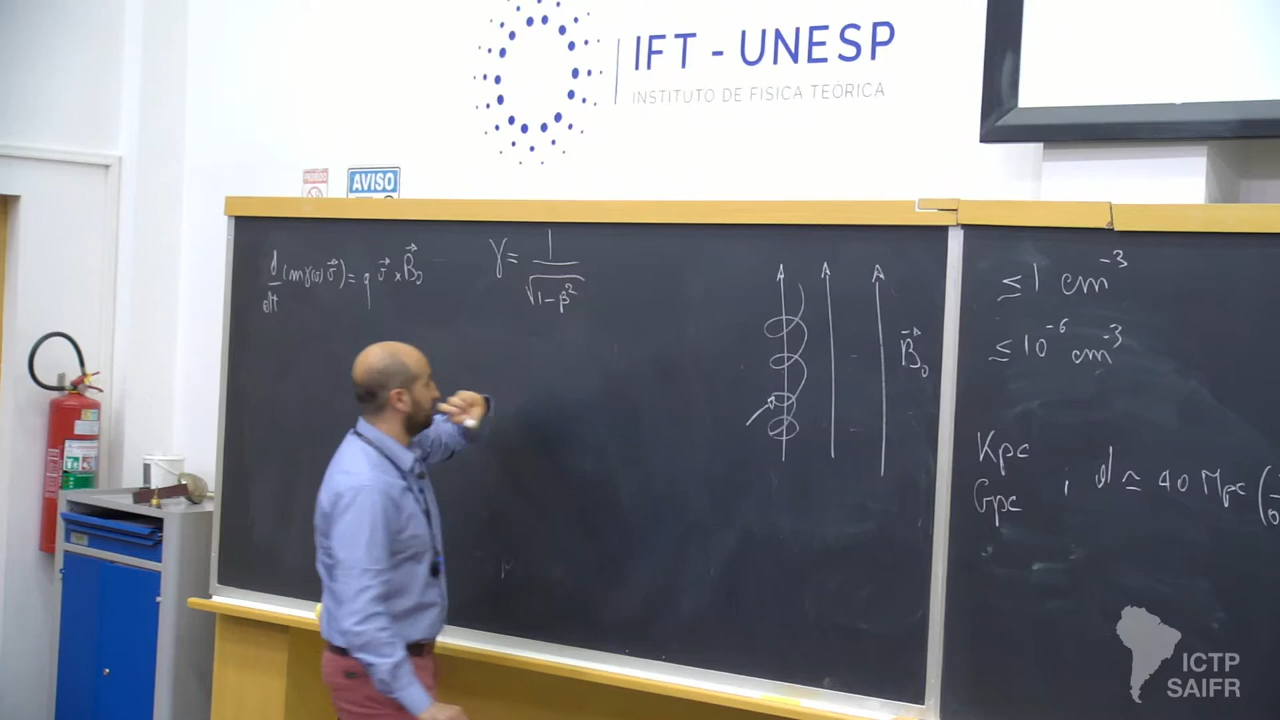 IFT - UNESP
INSTITUTO DE FISICA TEÓRICA
AVISO
d/dt (mγ(v) v⃗) = q v⃗ × B⃗₀
γ = 1/√(1-β²)
B⃗₀
≤ 1 cm⁻³
≤ 10⁻⁶ cm⁻³
Kpc
Gpc ; d ≃ 40 Mpc (
ICTP
SAIFR